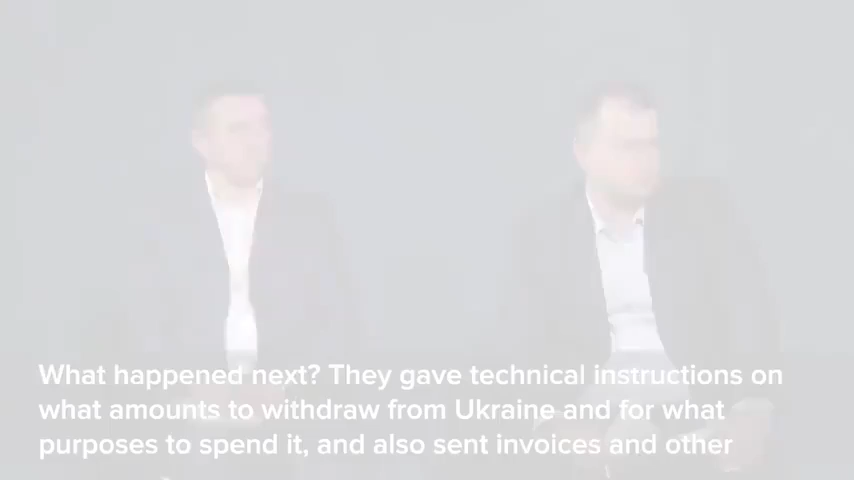 What happened next? They gave technical instructions on
what amounts to withdraw from Ukraine and for what
purposes to spend it, and also sent invoices and other